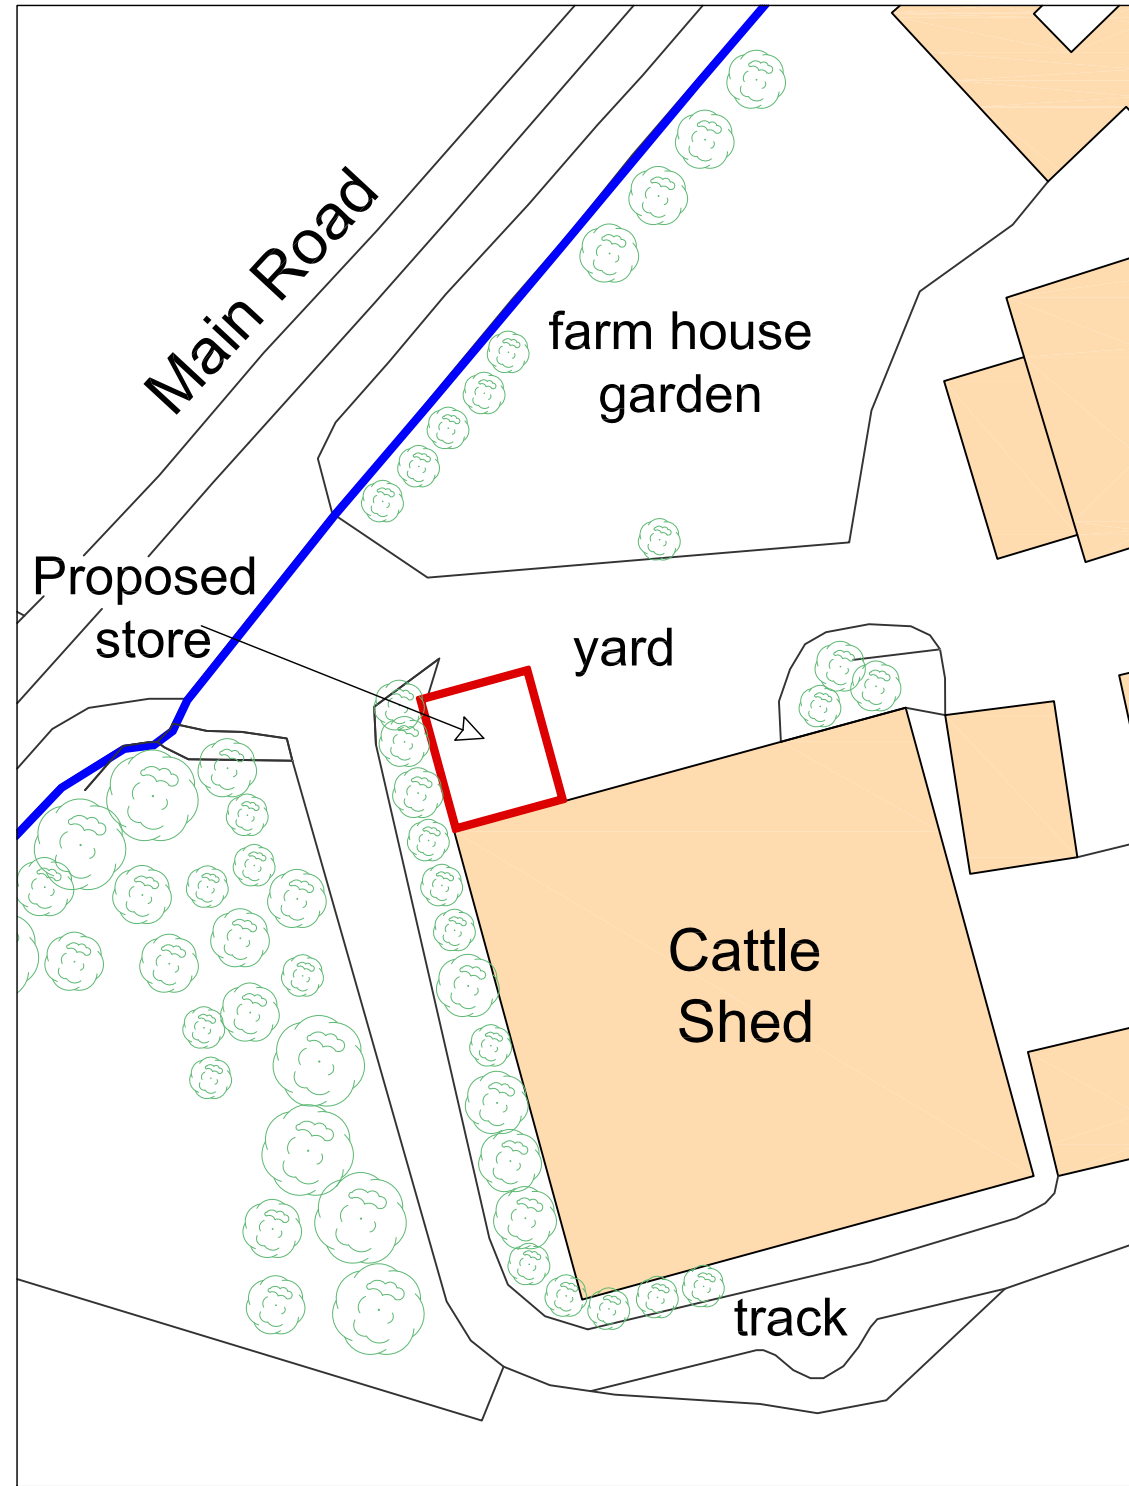 Main Road
farm house
garden
Proposed
store
yard
Cattle
Shed
track